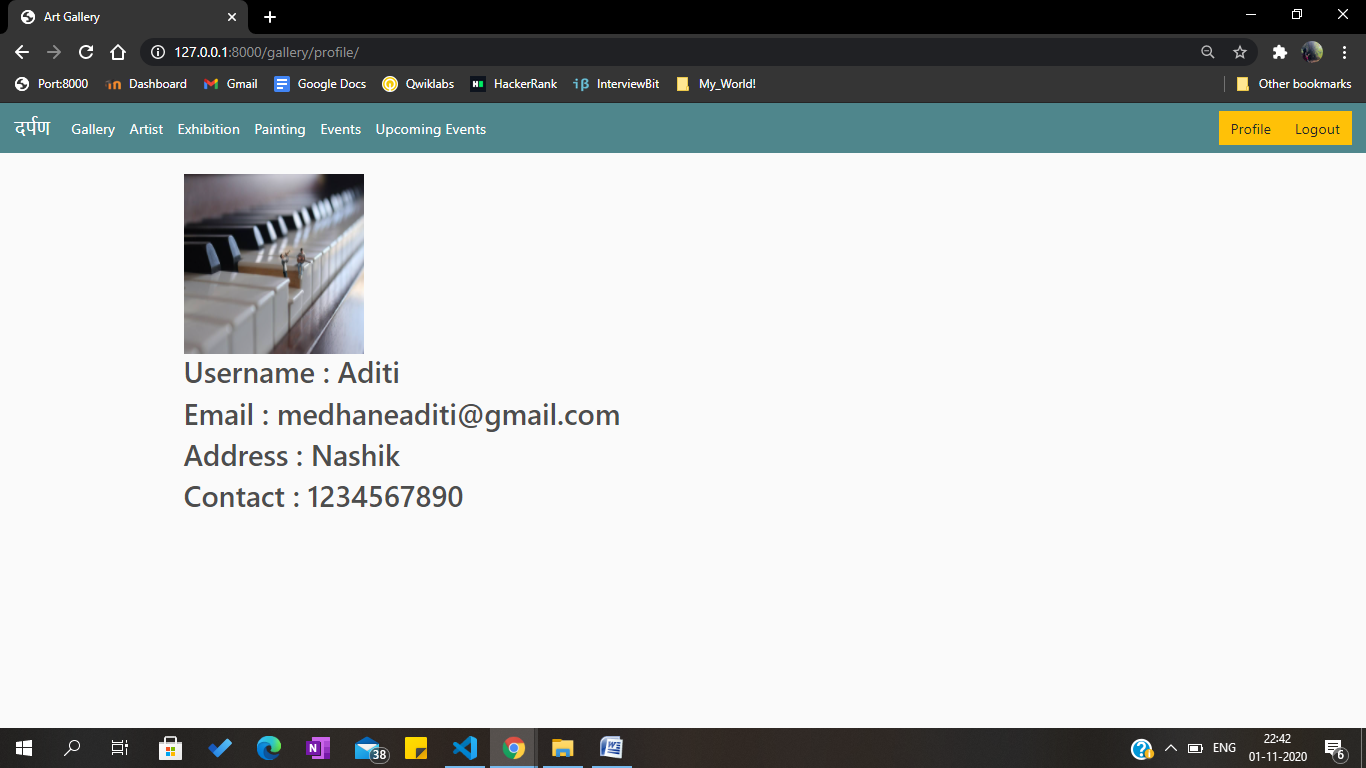 Art Gallery
127.0.0.1:8000/gallery/profile/
Port:8000 Dashboard Gmail Google Docs Qwiklabs HackerRank InterviewBit My_World! Other bookmarks
दर्पण Gallery Artist Exhibition Painting Events Upcoming Events Profile Logout
Username : Aditi
Email : medhaneaditi@gmail.com
Address : Nashik
Contact : 1234567890
38 ENG 22:42 6
01-11-2020